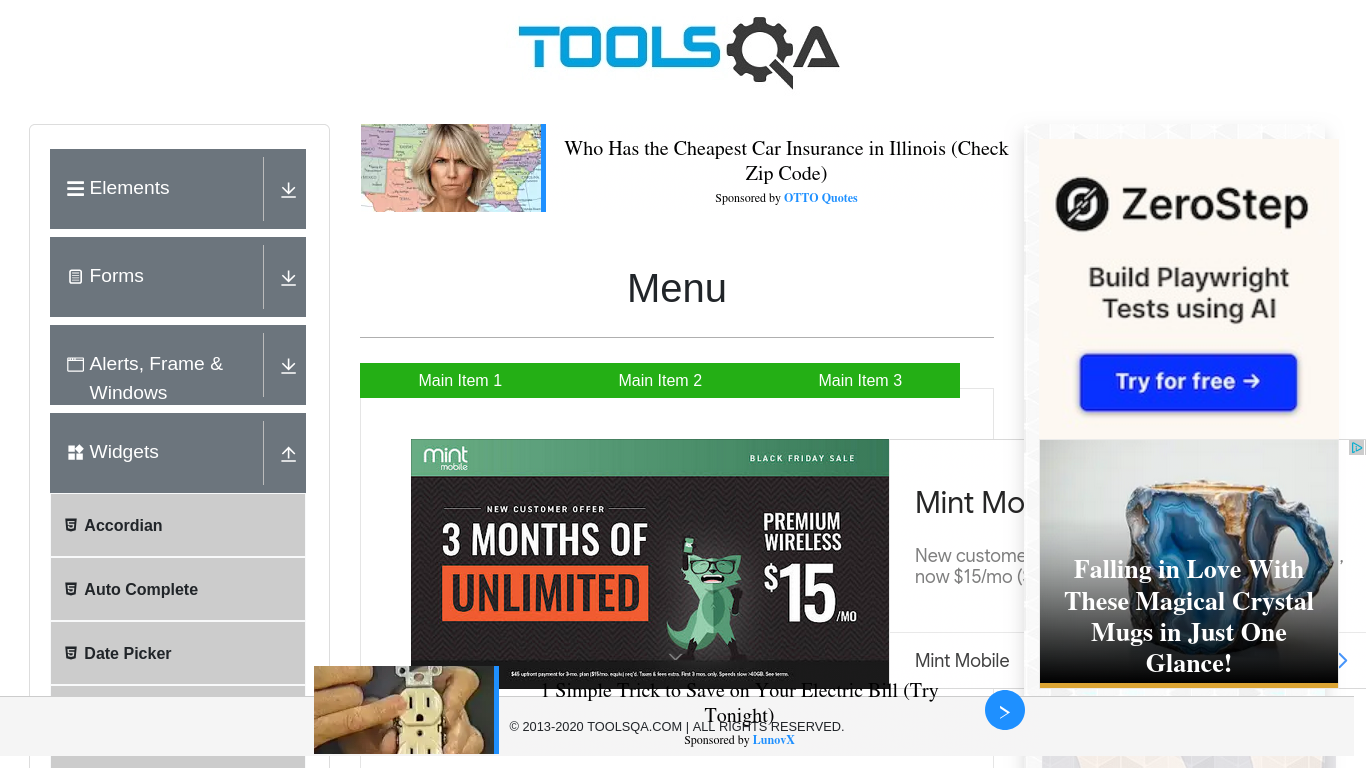 TOOLSQA
Elements
Forms
Alerts, Frame &
Windows
Widgets
Accordian
Auto Complete
Date Picker
Who Has the Cheapest Car Insurance in Illinois (Check
Zip Code)
Sponsored by OTTO Quotes
Menu
Main Item 1
Main Item 2
Main Item 3
mint
mobile
BLACK FRIDAY SALE
NEW CUSTOMER OFFER
3 MONTHS OF
UNLIMITED
PREMIUM
WIRELESS
$15/MO
$45 upfront payment for 3-mo. plan ($15/mo. equiv.) req'd. Taxes & fees extra. First 3 mos. only. Speeds slow >40GB. See terms.
Mint Mo
New custome
now $15/mo (
Mint Mobile
ZeroStep
Build Playwright
Tests using AI
Try for free →
Falling in Love With
These Magical Crystal
Mugs in Just One
Glance!
1 Simple Trick to Save on Your Electric Bill (Try
Tonight)
Sponsored by LunovX
© 2013-2020 TOOLSQA.COM | ALL RIGHTS RESERVED.